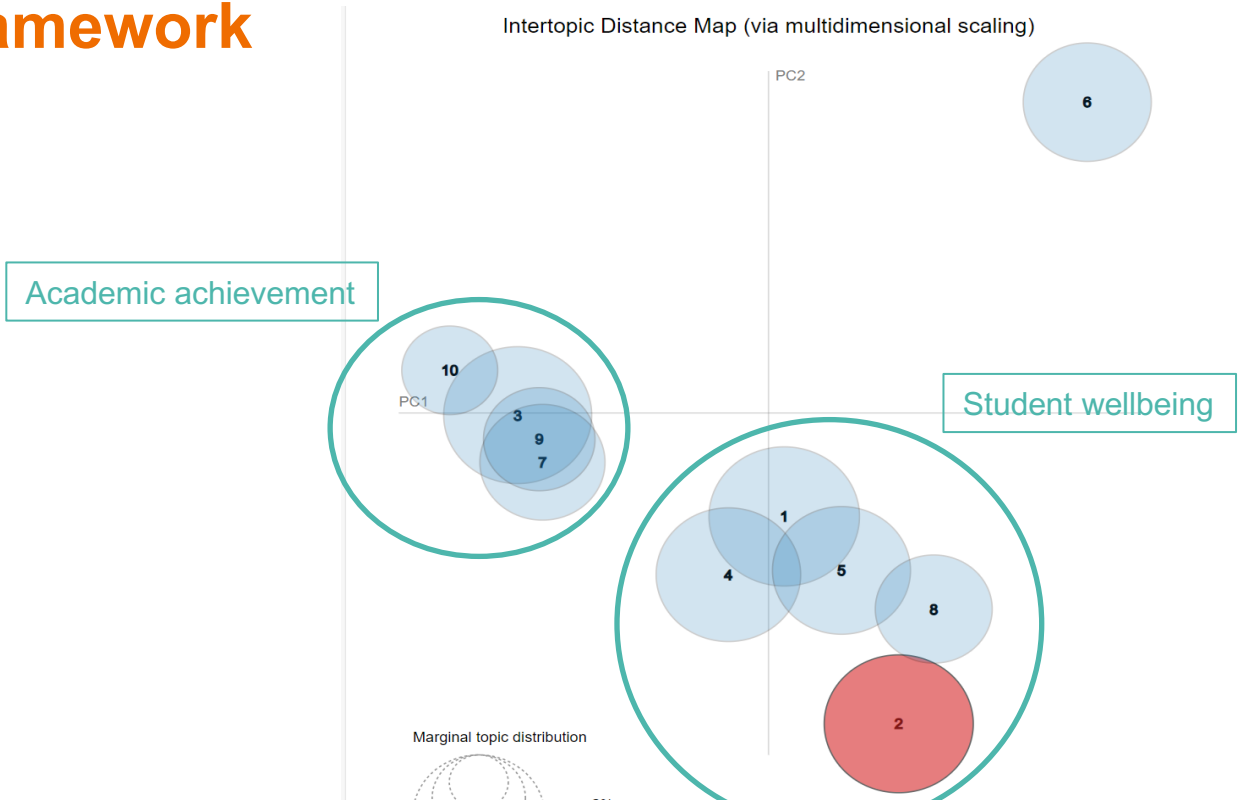 amework
Intertopic Distance Map (via multidimensional scaling)
PC2
6
Academic achievement
10
PC1
3
9
7
Student wellbeing
1
4
5
8
2
Marginal topic distribution